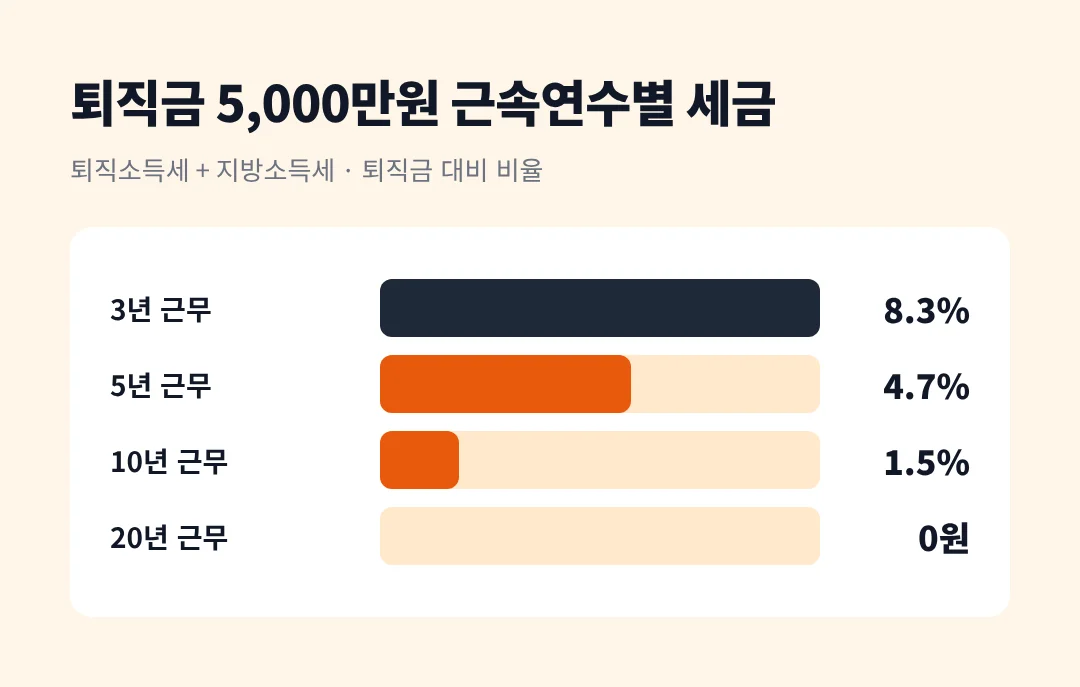 퇴직금 5,000만원 근속연수별 세금
퇴직소득세 + 지방소득세 · 퇴직금 대비 비율
3년 근무 8.3%
5년 근무 4.7%
10년 근무 1.5%
20년 근무 0원